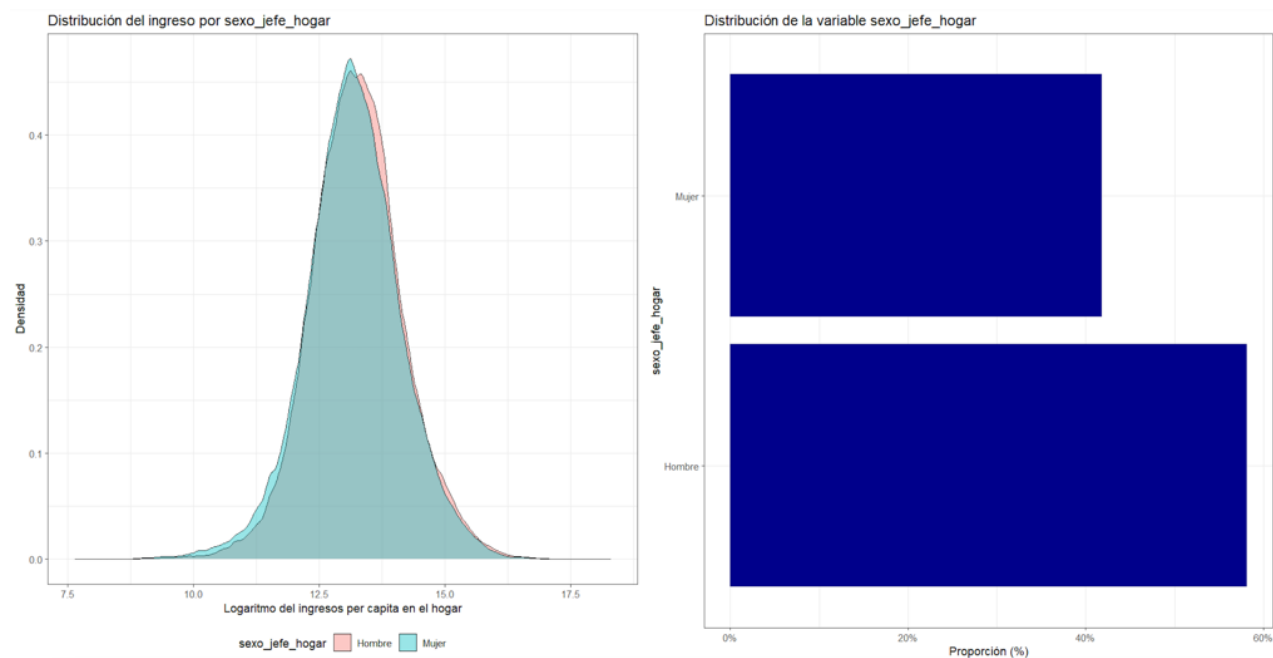 Distribución del ingreso por sexo_jefe_hogar
Densidad
0.4
0.3
0.2
0.1
0.0
7.5 10.0 12.5 15.0 17.5
Logaritmo del ingresos per capita en el hogar
sexo_jefe_hogar Hombre Mujer
Distribución de la variable sexo_jefe_hogar
sexo_jefe_hogar
Mujer
Hombre
0% 20% 40% 60%
Proporción (%)